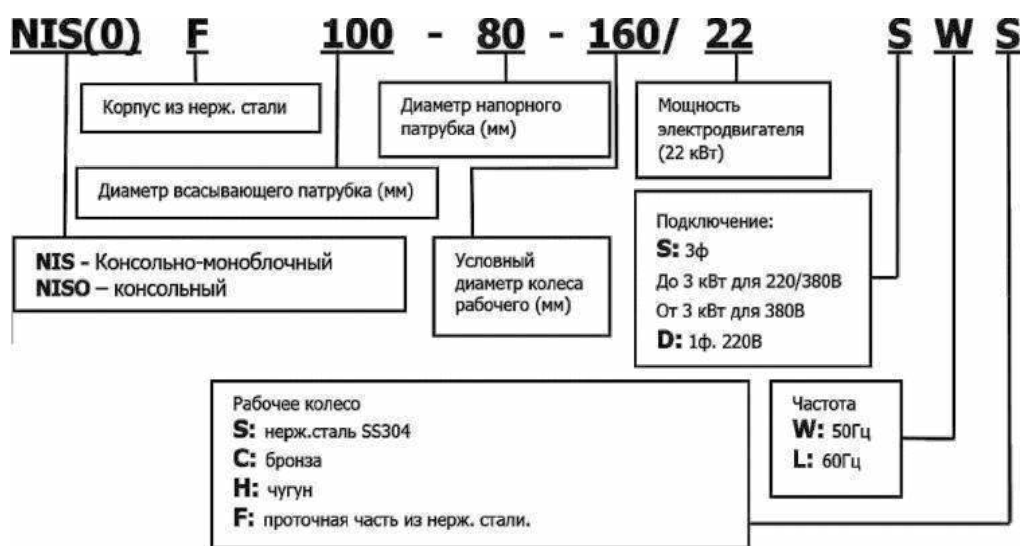 NIS(0) F 100 - 80 - 160/ 22 S W S
Корпус из нерж. стали
Диаметр напорного
патрубка (мм)
Мощность
электродвигателя
(22 кВт)
Диаметр всасывающего патрубка (мм)
NIS - Консольно-моноблочный
NISO – консольный
Условный
диаметр колеса
рабочего (мм)
Подключение:
S: 3ф
До 3 кВт для 220/380В
От 3 кВт для 380В
D: 1ф. 220В
Рабочее колесо
S: нерж.сталь SS304
C: бронза
H: чугун
F: проточная часть из нерж. стали.
Частота
W: 50Гц
L: 60Гц